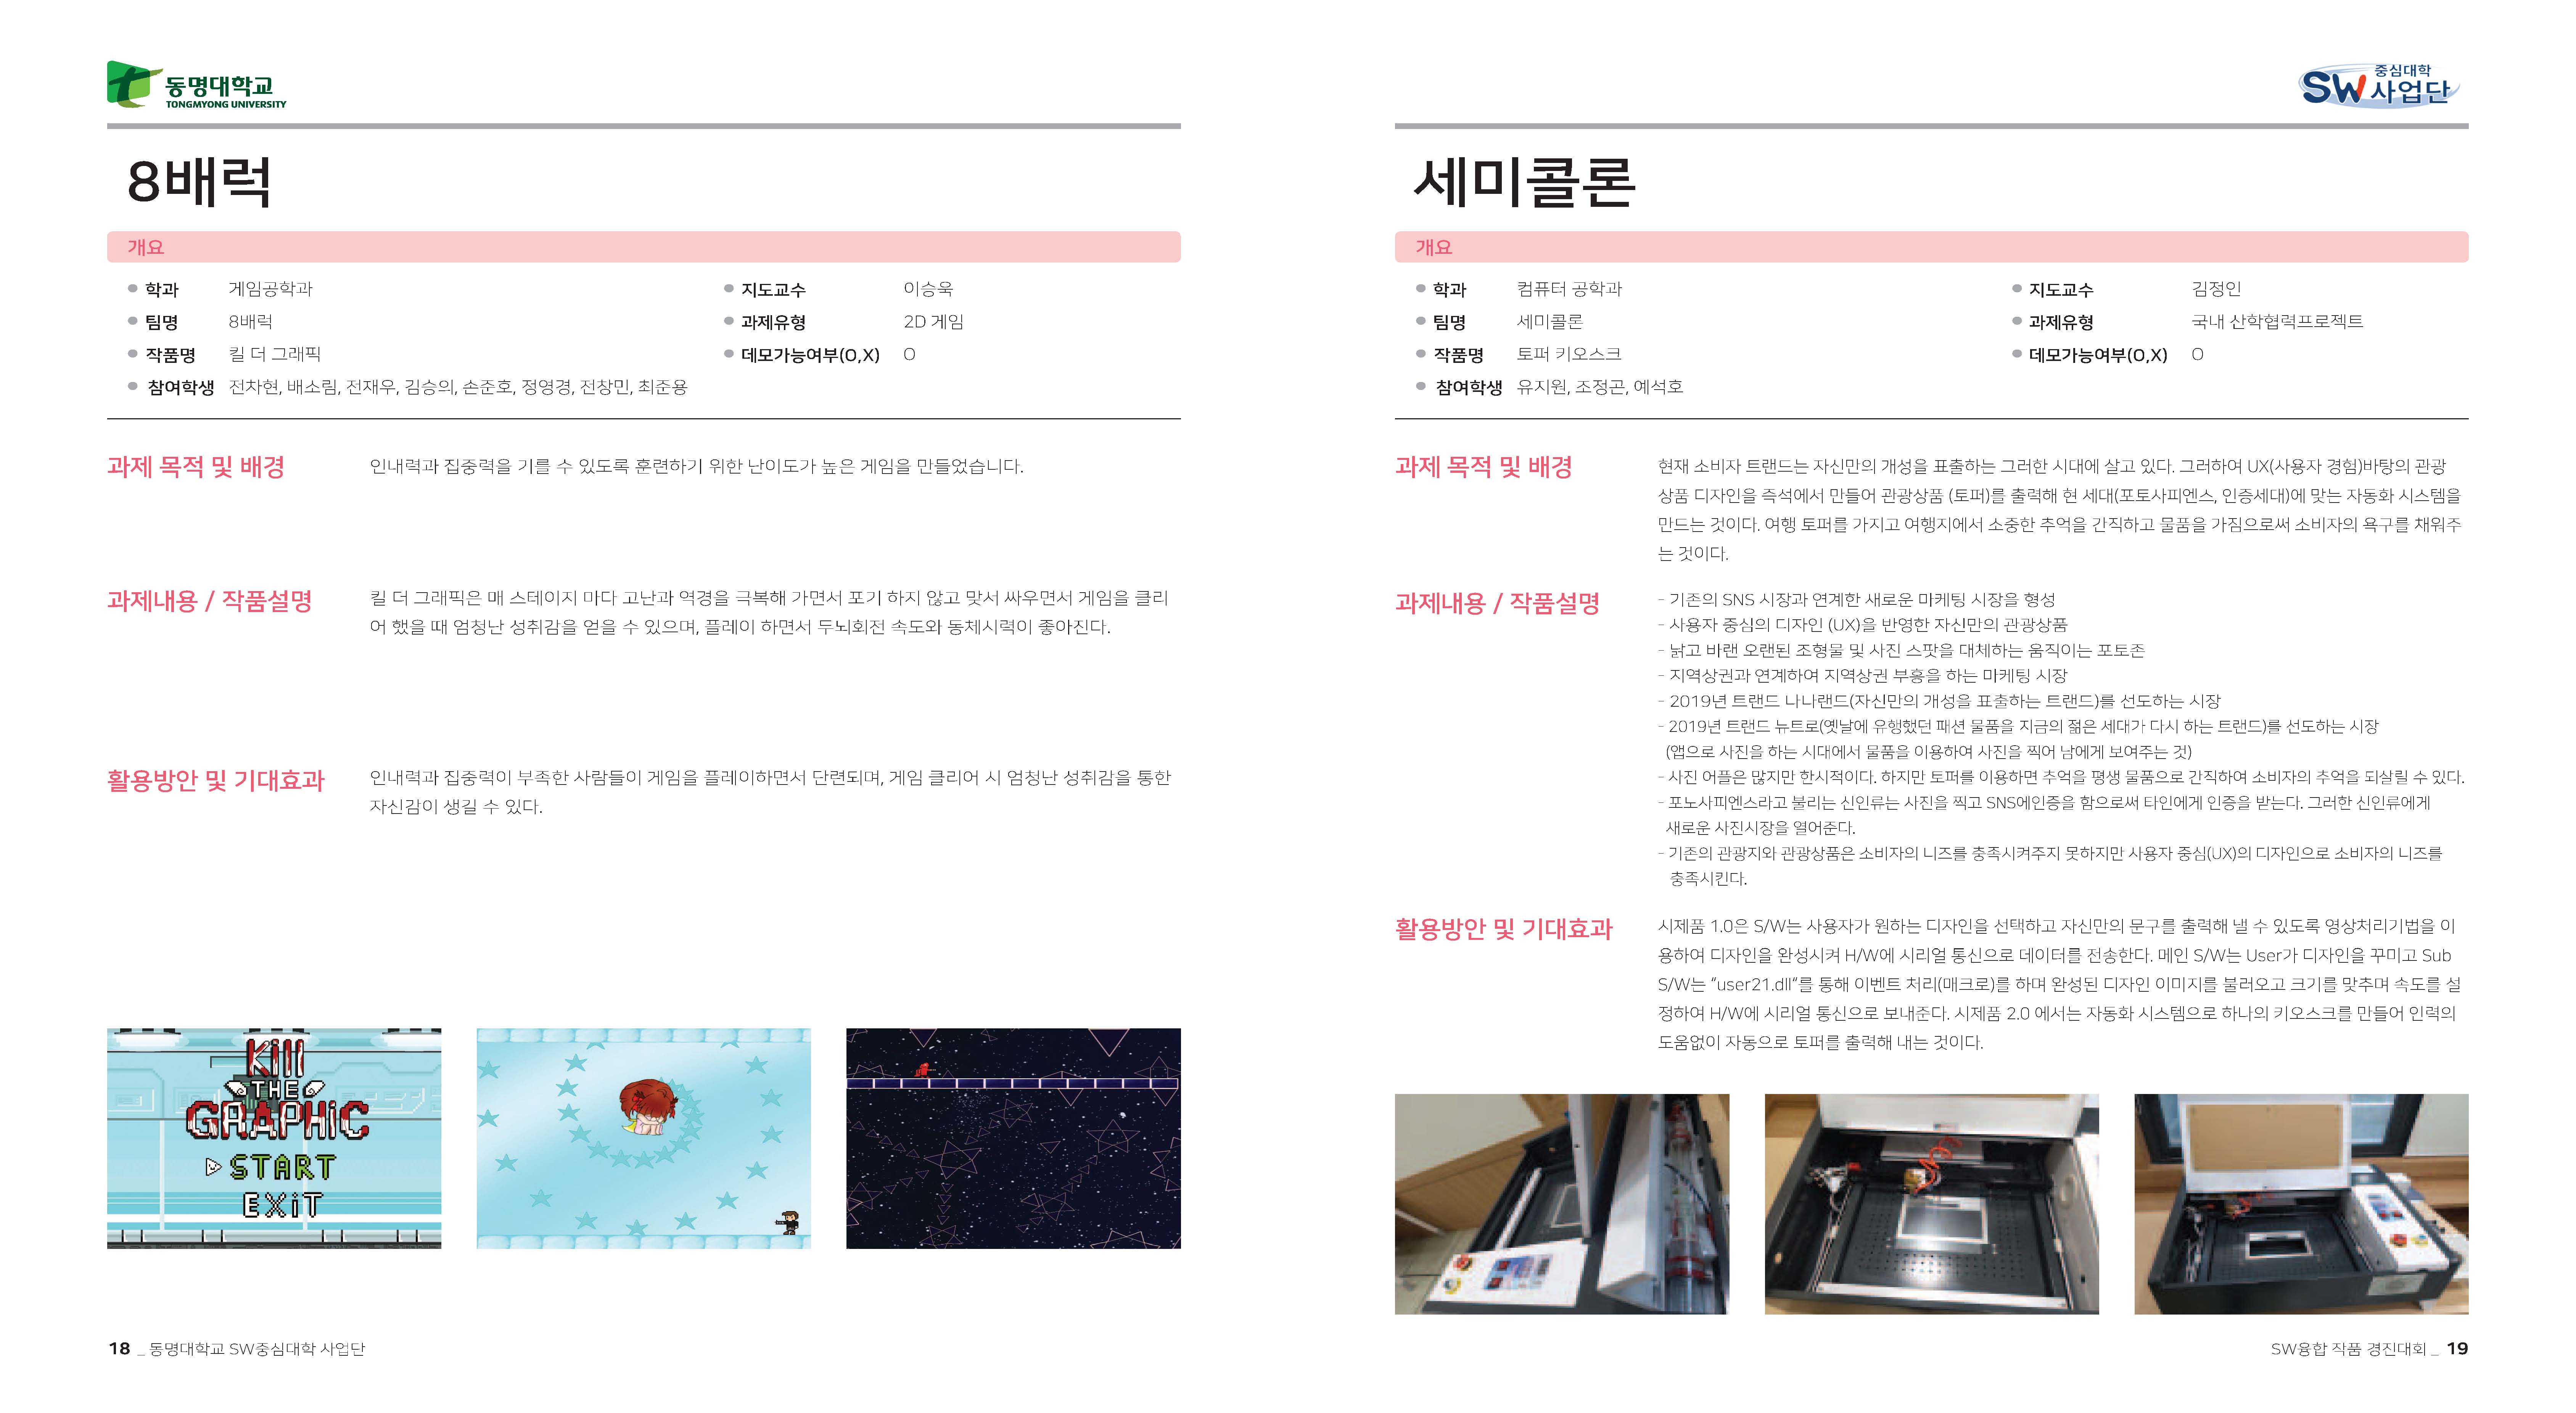 동명대학교
TONGMYONG UNIVERSITY
8배럭
개요
학과 게임공학과
지도교수 이승욱
팀명 8배럭
과제유형 2D 게임
작품명 킬 더 그래픽
데모가능여부(O,X) O
참여학생 전차현, 배소림, 전재우, 김승의, 손준호, 정영경, 전창민, 최준용
과제 목적 및 배경
인내력과 집중력을 기를 수 있도록 훈련하기 위한 난이도가 높은 게임을 만들었습니다.
과제내용 / 작품설명
킬 더 그래픽은 매 스테이지 마다 고난과 역경을 극복해 가면서 포기 하지 않고 맞서 싸우면서 게임을 클리
어 했을 때 엄청난 성취감을 얻을 수 있으며, 플레이 하면서 두뇌회전 속도와 동체시력이 좋아진다.
활용방안 및 기대효과
인내력과 집중력이 부족한 사람들이 게임을 플레이하면서 단련되며, 게임 클리어 시 엄청난 성취감을 통한
자신감이 생길 수 있다.
Kill
THE
GRAPHiC
START
EXiT
18 _ 동명대학교 SW중심대학 사업단
중심대학
SW 사업단
세미콜론
개요
학과 컴퓨터 공학과
지도교수 김정인
팀명 세미콜론
과제유형 국내 산학협력프로젝트
작품명 토퍼 키오스크
데모가능여부(O,X) O
참여학생 유지원, 조정곤, 예석호
과제 목적 및 배경
현재 소비자 트랜드는 자신만의 개성을 표출하는 그러한 시대에 살고 있다. 그러하여 UX(사용자 경험)바탕의 관광
상품 디자인을 즉석에서 만들어 관광상품 (토퍼)를 출력해 현 세대(포토사피엔스, 인증세대)에 맞는 자동화 시스템을
만드는 것이다. 여행 토퍼를 가지고 여행지에서 소중한 추억을 간직하고 물품을 가짐으로써 소비자의 욕구를 채워주
는 것이다.
과제내용 / 작품설명
- 기존의 SNS 시장과 연계한 새로운 마케팅 시장을 형성
- 사용자 중심의 디자인 (UX)을 반영한 자신만의 관광상품
- 낡고 바랜 오랜된 조형물 및 사진 스팟을 대체하는 움직이는 포토존
- 지역상권과 연계하여 지역상권 부흥을 하는 마케팅 시장
- 2019년 트랜드 나나랜드(자신만의 개성을 표출하는 트랜드)를 선도하는 시장
- 2019년 트랜드 뉴트로(옛날에 유행했던 패션 물품을 지금의 젊은 세대가 다시 하는 트랜드)를 선도하는 시장
(앱으로 사진을 하는 시대에서 물품을 이용하여 사진을 찍어 남에게 보여주는 것)
- 사진 어플은 많지만 한시적이다. 하지만 토퍼를 이용하면 추억을 평생 물품으로 간직하여 소비자의 추억을 되살릴 수 있다.
- 포노사피엔스라고 불리는 신인류는 사진을 찍고 SNS에인증을 함으로써 타인에게 인증을 받는다. 그러한 신인류에게
새로운 사진시장을 열어준다.
- 기존의 관광지와 관광상품은 소비자의 니즈를 충족시켜주지 못하지만 사용자 중심(UX)의 디자인으로 소비자의 니즈를
충족시킨다.
활용방안 및 기대효과
시제품 1.0은 S/W는 사용자가 원하는 디자인을 선택하고 자신만의 문구를 출력해 낼 수 있도록 영상처리기법을 이
용하여 디자인을 완성시켜 H/W에 시리얼 통신으로 데이터를 전송한다. 메인 S/W는 User가 디자인을 꾸미고 Sub
S/W는 “user21.dll“를 통해 이벤트 처리(매크로)를 하며 완성된 디자인 이미지를 불러오고 크기를 맞추며 속도를 설
정하여 H/W에 시리얼 통신으로 보내준다. 시제품 2.0 에서는 자동화 시스템으로 하나의 키오스크를 만들어 인력의
도움없이 자동으로 토퍼를 출력해 내는 것이다.
SW융합 작품 경진대회 _ 19